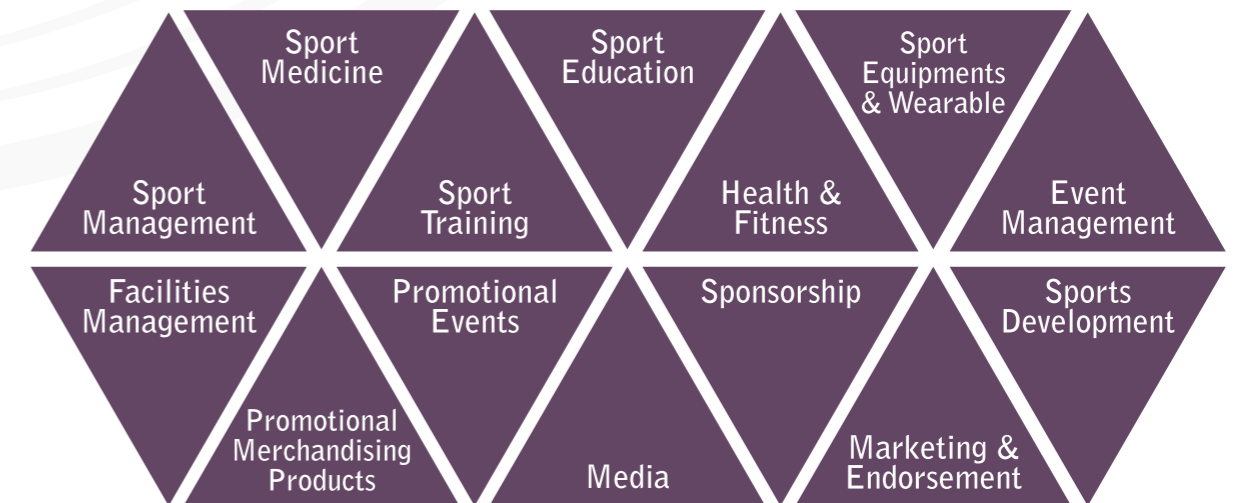 Sport
Medicine
Sport
Education
Sport
Equipments
& Wearable
Sport
Management
Sport
Training
Health &
Fitness
Event
Management
Facilities
Management
Promotional
Events
Sponsorship
Sports
Development
Promotional
Merchandising
Products
Media
Marketing &
Endorsement